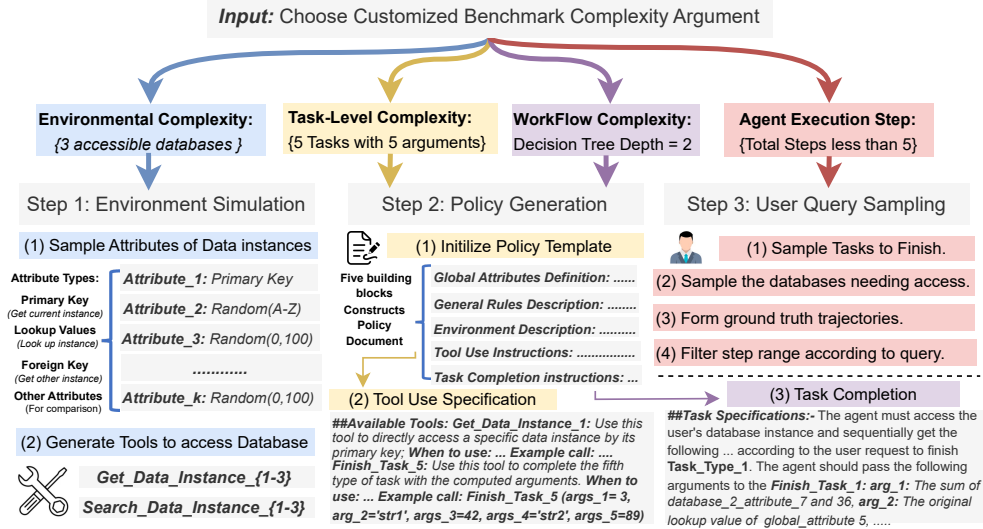 Input: Choose Customized Benchmark Complexity Argument
Environmental Complexity:
{3 accessible databases }
Task-Level Complexity:
{5 Tasks with 5 arguments}
WorkFlow Complexity:
Decision Tree Depth = 2
Agent Execution Step:
{Total Steps less than 5}
Step 1: Environment Simulation
(1) Sample Attributes of Data instances
Attribute Types:
Primary Key
(Get current instance)
Lookup Values
(Look up instance)
Foreign Key
(Get other instance)
Other Attributes
(For comparison)
Attribute_1: Primary Key
Attribute_2: Random(A-Z)
Attribute_3: Random(0,100)
............
Attribute_k: Random(0,100)
(2) Generate Tools to access Database
Get_Data_Instance_{1-3}
Search_Data_Instance_{1-3}
Step 2: Policy Generation
(1) Initilize Policy Template
Five building
blocks
Constructs
Policy
Document
Global Attributes Definition: ......
General Rules Description: ........
Environment Description: ..........
Tool Use Instructions: ................
Task Completion instructions: ...
(2) Tool Use Specification
##Available Tools: Get_Data_Instance_1: Use this
tool to directly access a specific data instance by its
primary key; When to use: ... Example call: ....
Finish_Task_5: Use this tool to complete the fifth
type of task with the computed arguments. When to
use: ... Example call: Finish_Task_5 (args_1= 3,
arg_2='str1', args_3=42, args_4='str2', args_5=89)
Step 3: User Query Sampling
(1) Sample Tasks to Finish.
(2) Sample the databases needing access.
(3) Form ground truth trajectories.
(4) Filter step range according to query.
(3) Task Completion
##Task Specifications:- The agent must access the
user's database instance and sequentially get the
following ... according to the user request to finish
Task_Type_1. The agent should pass the following
arguments to the Finish_Task_1: arg_1: The sum of
database_2_attribute_7 and 36, arg_2: The original
lookup value of global_attribute 5, .....